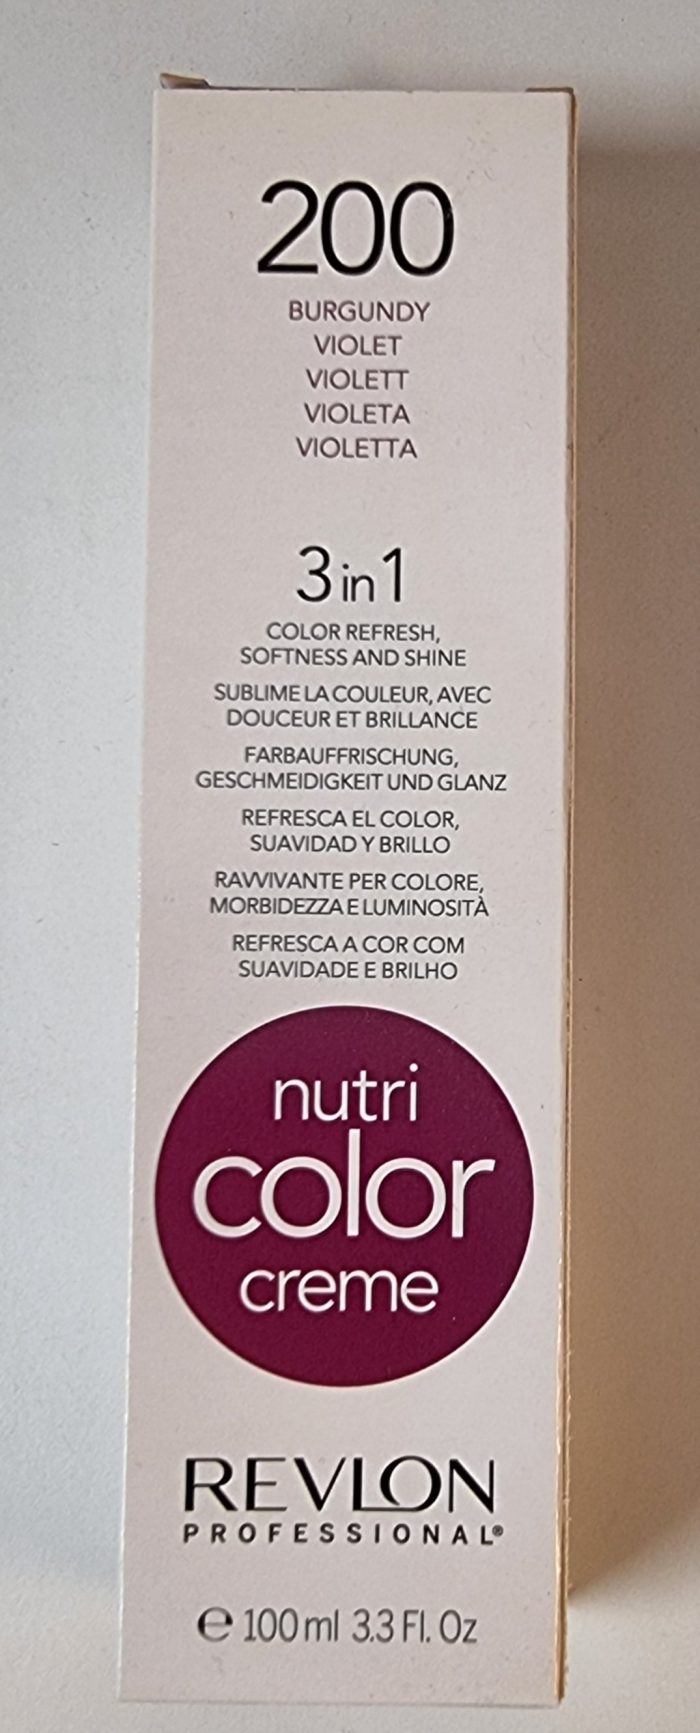 200
BURGUNDY
VIOLET
VIOLETT
VIOLETA
VIOLETTA
3 in 1
COLOR REFRESH,
SOFTNESS AND SHINE
SUBLIME LA COULEUR, AVEC
DOUCEUR ET BRILLANCE
FARBAUFFRISCHUNG,
GESCHMEIDIGKEIT UND GLANZ
REFRESCA EL COLOR,
SUAVIDAD Y BRILLO
RAVVIVANTE PER COLORE,
MORBIDEZZA E LUMINOSITÀ
REFRESCA A COR COM
SUAVIDADE E BRILHO
nutri
color
creme
REVLON
PROFESSIONAL®
℮ 100 ml 3.3 Fl. Oz